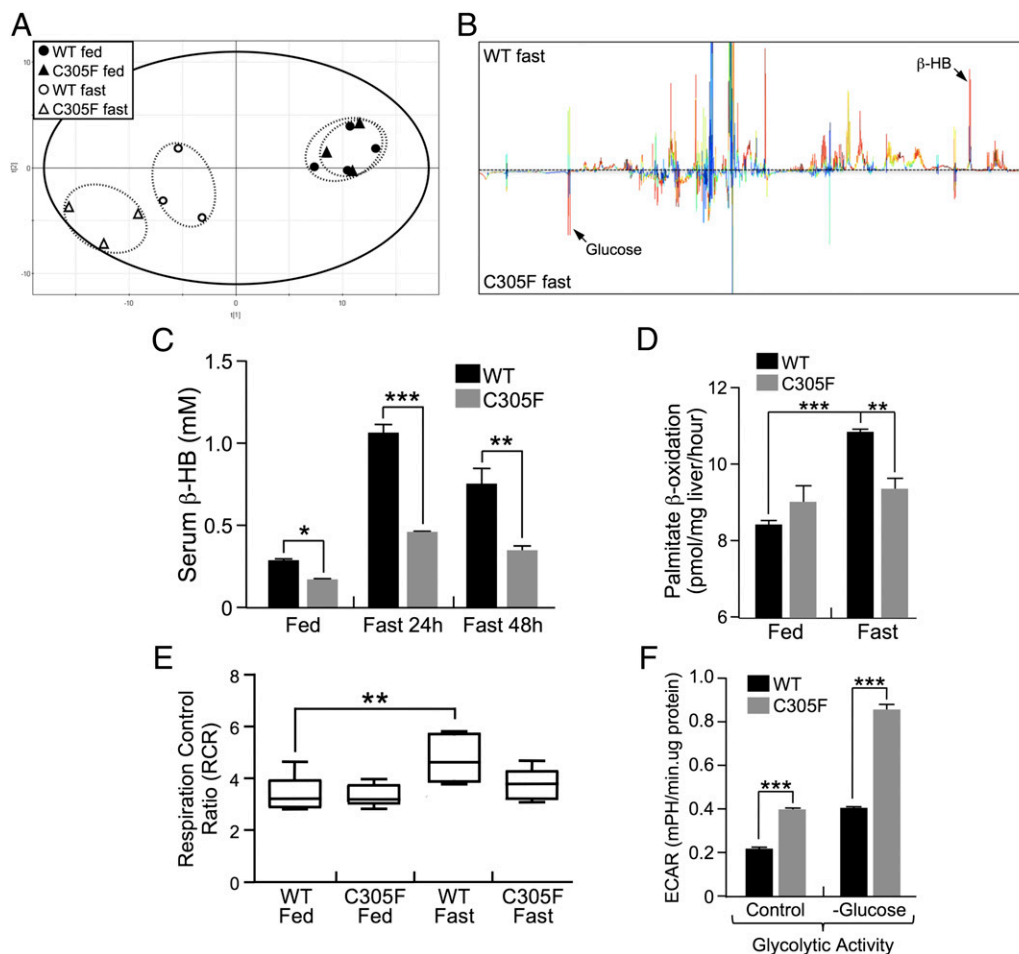 A
WT fed
C305F fed
WT fast
C305F fast
10
0
-10
-10
0
10
t[1]
B
WT fast
β-HB
Glucose
C305F fast
C
WT
C305F
Serum β-HB (mM)
1.5
1.0
0.5
0
*
***
**
Fed
Fast 24h
Fast 48h
D
WT
C305F
Palmitate β-oxidation
(pmol/mg liver/hour)
12
10
8
6
***
**
Fed
Fast
E
Respiration Control
Ratio (RCR)
8
6
4
2
0
**
WT
Fed
C305F
Fed
WT
Fast
C305F
Fast
F
WT
C305F
ECAR (mPH/min.ug protein)
1.0
0.8
0.6
0.4
0.2
0
***
***
Control
-Glucose
Glycolytic Activity